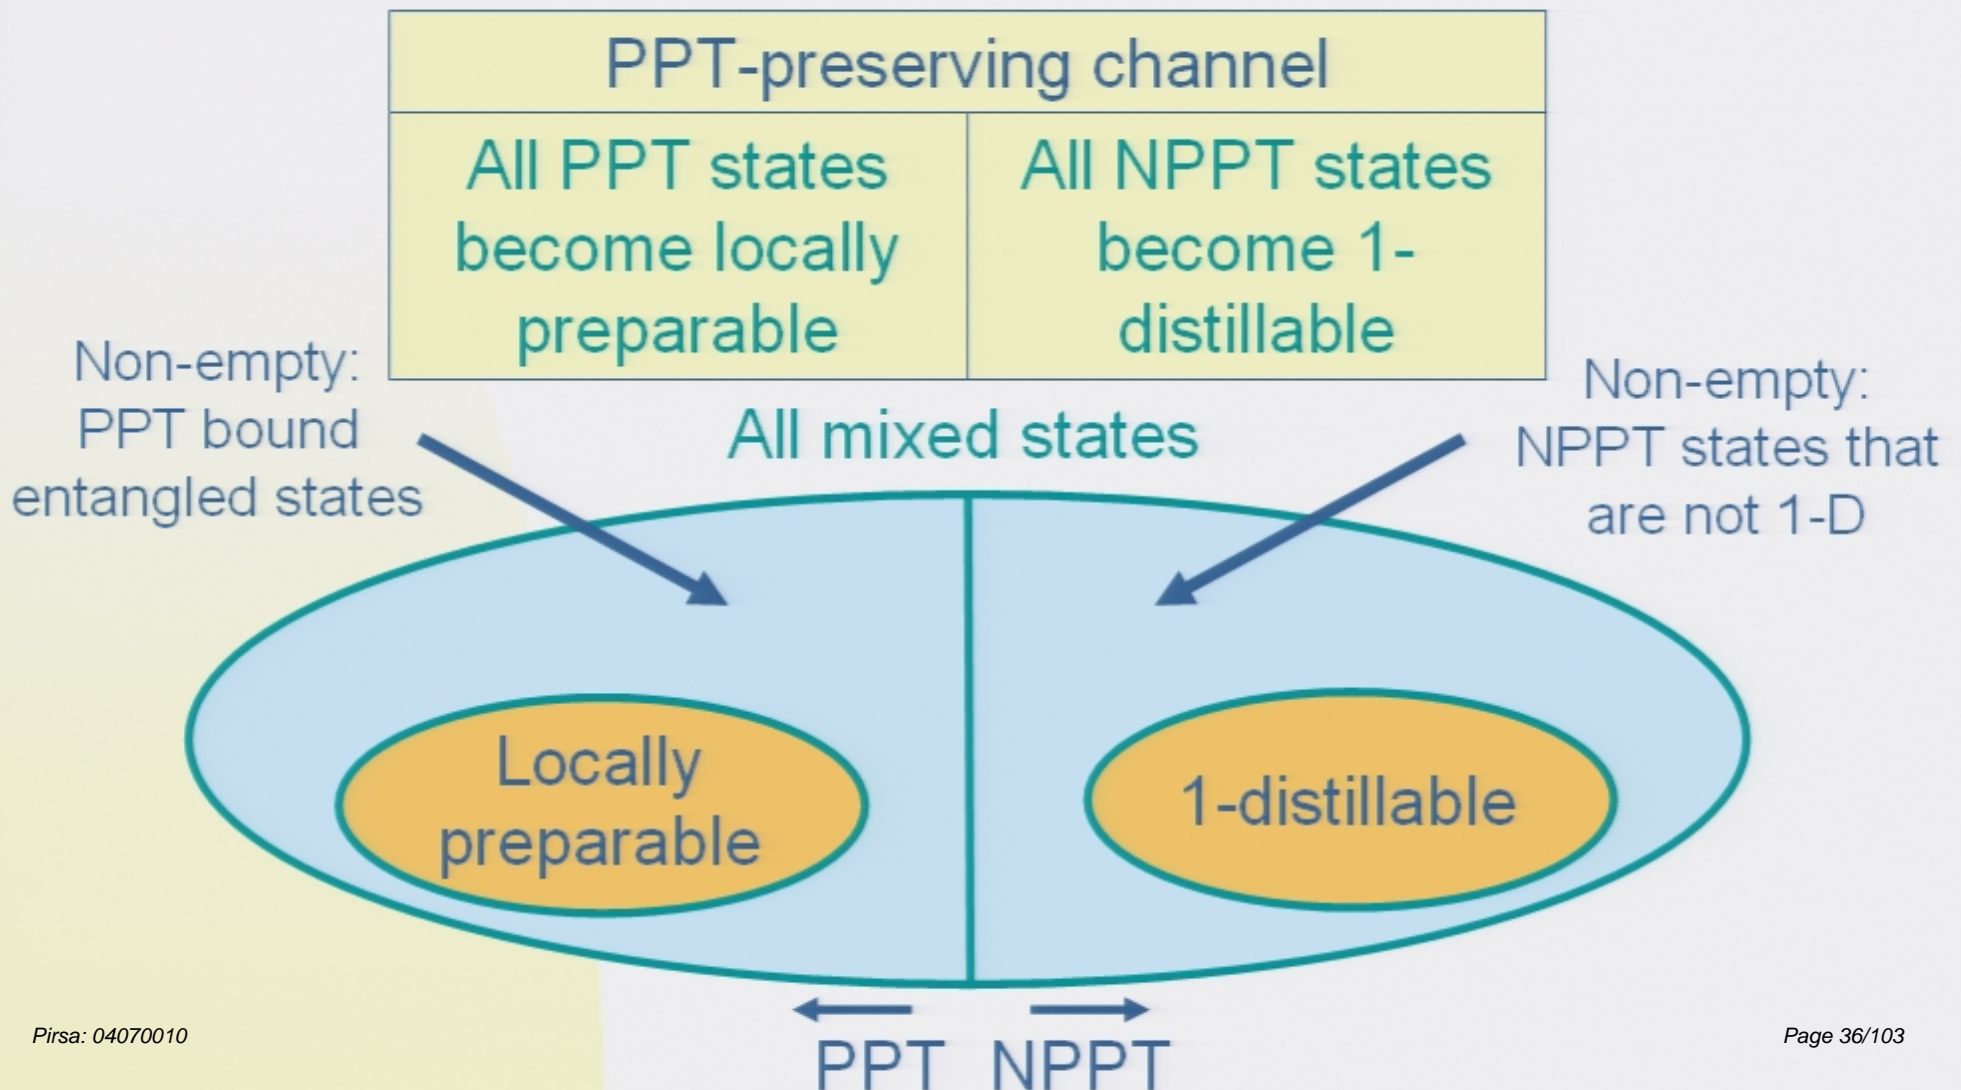 PPT-preserving channel
All PPT states
become locally
preparable
All NPPT states
become 1-
distillable
Non-empty:
PPT bound
entangled states
All mixed states
Non-empty:
NPPT states that
are not 1-D
Locally
preparable
1-distillable
PPT
NPPT
Pirsa: 04070010
Page 36/103